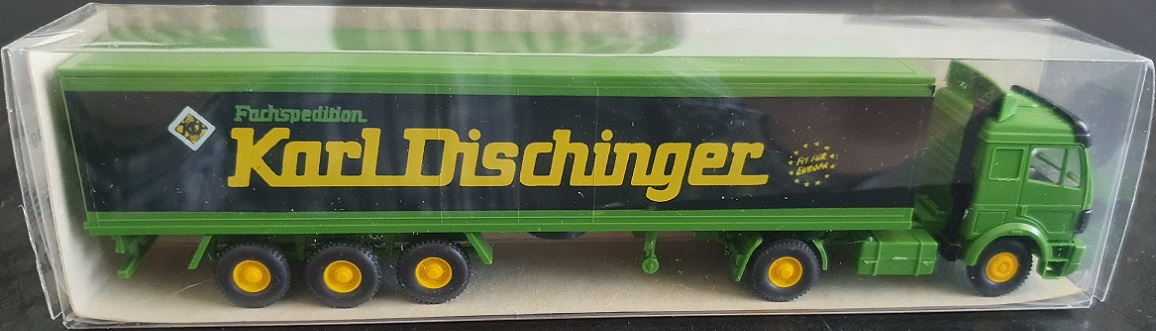 Fachspedition
Karl Dischinger
FIT FÜR
EUROPA